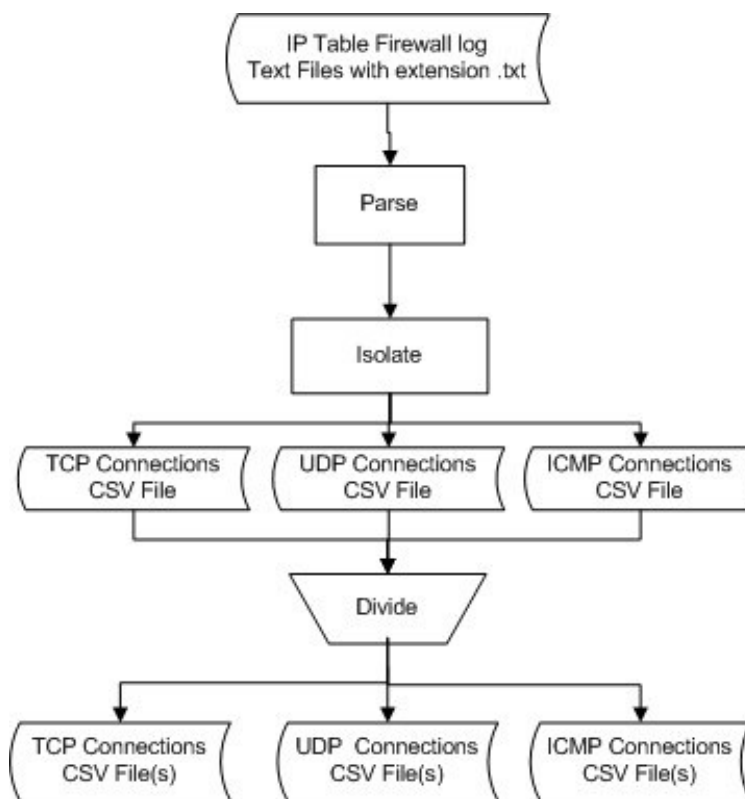 IP Table Firewall log
Text Files with extension .txt
Parse
Isolate
TCP Connections
CSV File
UDP Connections
CSV File
ICMP Connections
CSV File
Divide
TCP Connections
CSV File(s)
UDP Connections
CSV File(s)
ICMP Connections
CSV File(s)